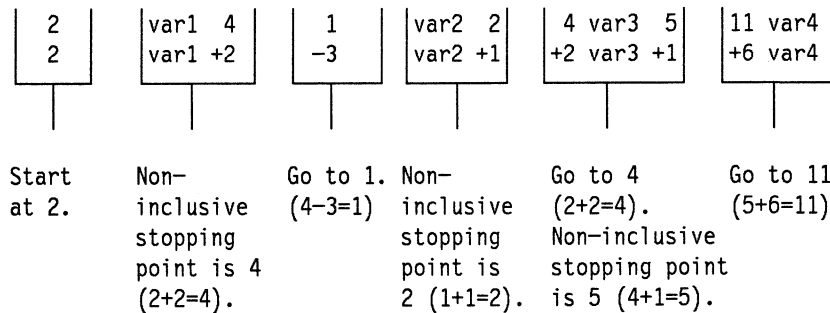 2 var1 4 1 var2 2 4 var3 5 11 var4
2 var1 +2 −3 var2 +1 +2 var3 +1 +6 var4
Start Non− Go to 1. Non− Go to 4 Go to 11
at 2. inclusive (4−3=1) inclusive (2+2=4). (5+6=11)
stopping stopping Non−inclusive
point is 4 point is stopping point
(2+2=4). 2 (1+1=2). is 5 (4+1=5).